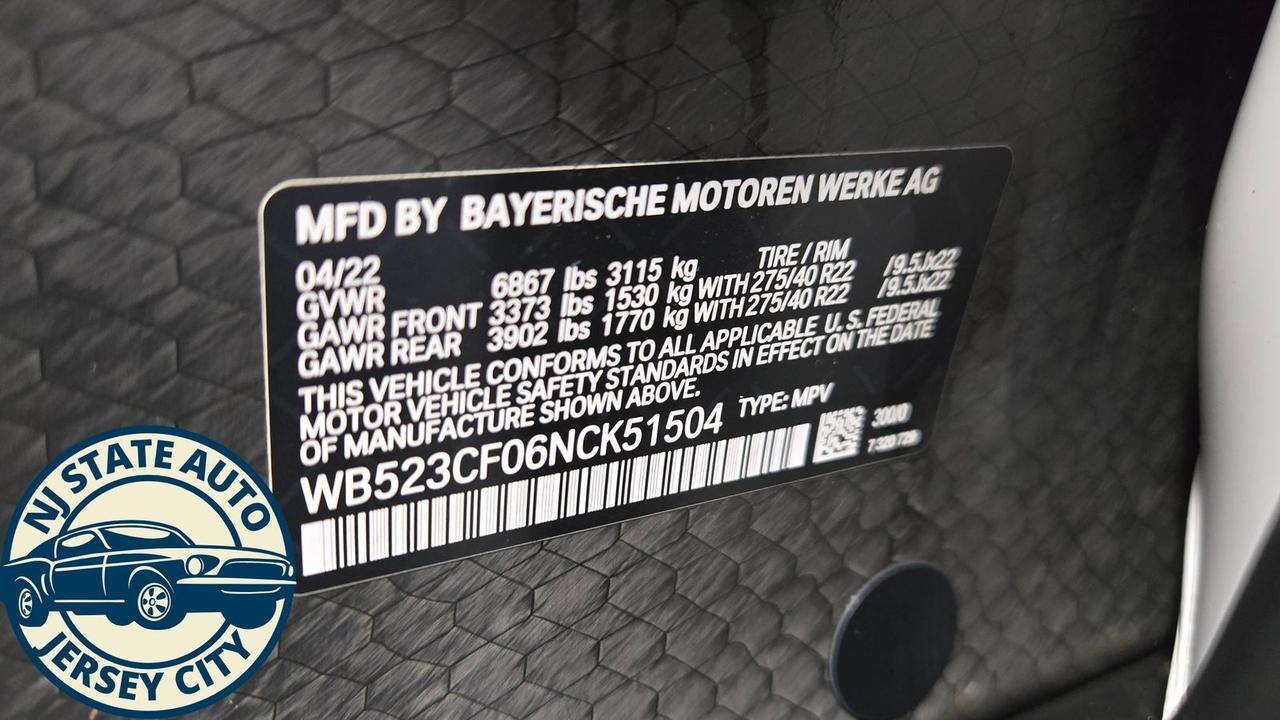 MFD BY BAYERISCHE MOTOREN WERKE AG
04/22 TIRE / RIM
GVWR 6867 lbs 3115 kg
GAWR FRONT 3373 lbs 1530 kg WITH 275/40 R22 /9.5Jx22
GAWR REAR 3902 lbs 1770 kg WITH 275/40 R22 /9.5Jx22
THIS VEHICLE CONFORMS TO ALL APPLICABLE U. S. FEDERAL
MOTOR VEHICLE SAFETY STANDARDS IN EFFECT ON THE DATE
OF MANUFACTURE SHOWN ABOVE.
WB523CF06NCK51504 TYPE: MPV
NJ STATE AUTO
JERSEY CITY